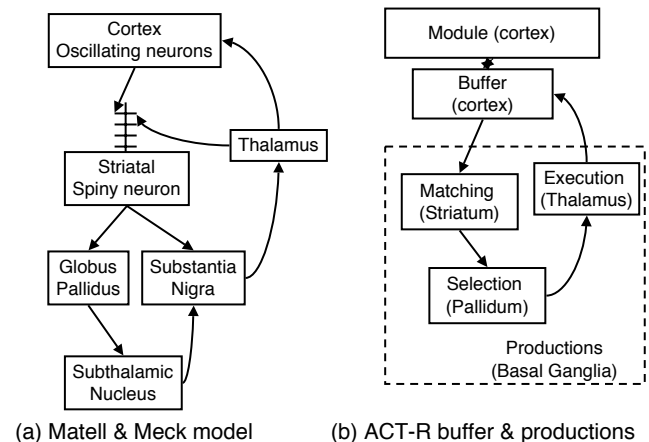 Cortex
Oscillating neurons
Thalamus
Striatal
Spiny neuron
Globus
Pallidus
Substantia
Nigra
Subthalamic
Nucleus
(a) Matell & Meck model
Module (cortex)
Buffer
(cortex)
Matching
(Striatum)
Execution
(Thalamus)
Selection
(Pallidum)
Productions
(Basal Ganglia)
(b) ACT-R buffer & productions